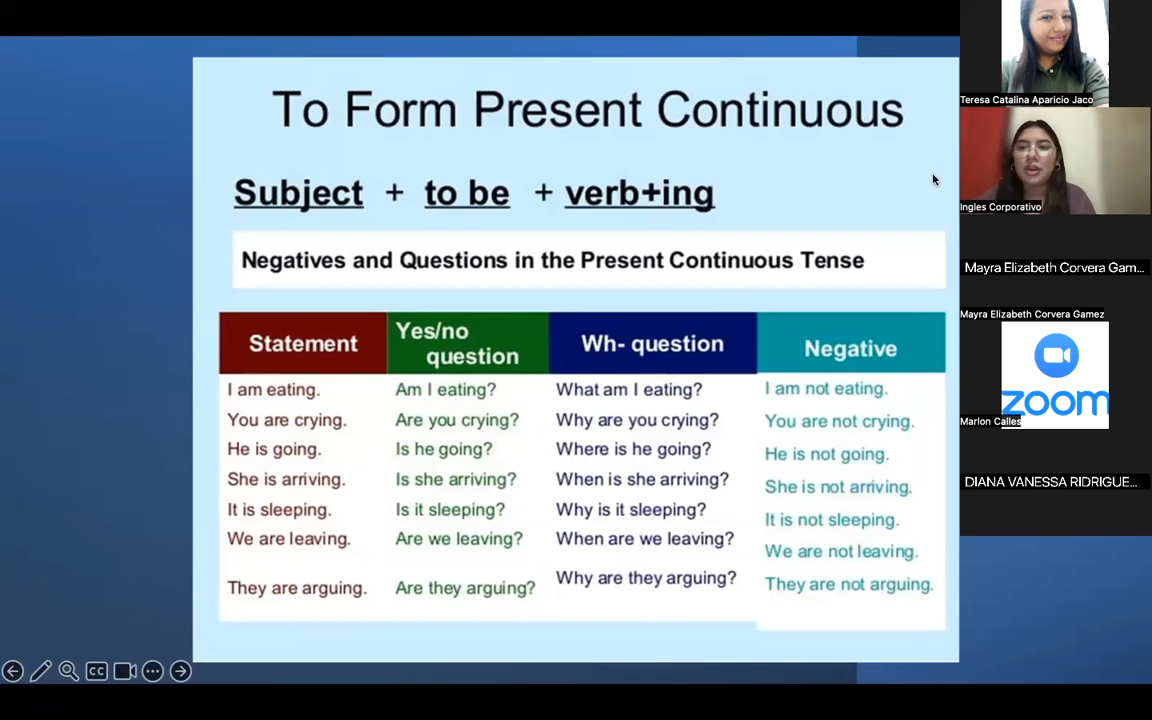 To Form Present Continuous
Subject + to be + verb+ing
Negatives and Questions in the Present Continuous Tense
Statement
I am eating.
You are crying.
He is going.
She is arriving.
It is sleeping.
We are leaving.
They are arguing.
Yes/no
question
Am I eating?
Are you crying?
Is he going?
Is she arriving?
Is it sleeping?
Are we leaving?
Are they arguing?
Wh- question
What am I eating?
Why are you crying?
Where is he going?
When is she arriving?
Why is it sleeping?
When are we leaving?
Why are they arguing?
Negative
I am not eating.
You are not crying.
He is not going.
She is not arriving.
It is not sleeping.
We are not leaving.
They are not arguing.
CC
Teresa Catalina Aparicio Jaco
Ingles Corporativo
Mayra Elizabeth Corvera Gam...
Mayra Elizabeth Corvera Gamez
zoom
Marlon Calles
DIANA VANESSA RIDRIGUE...